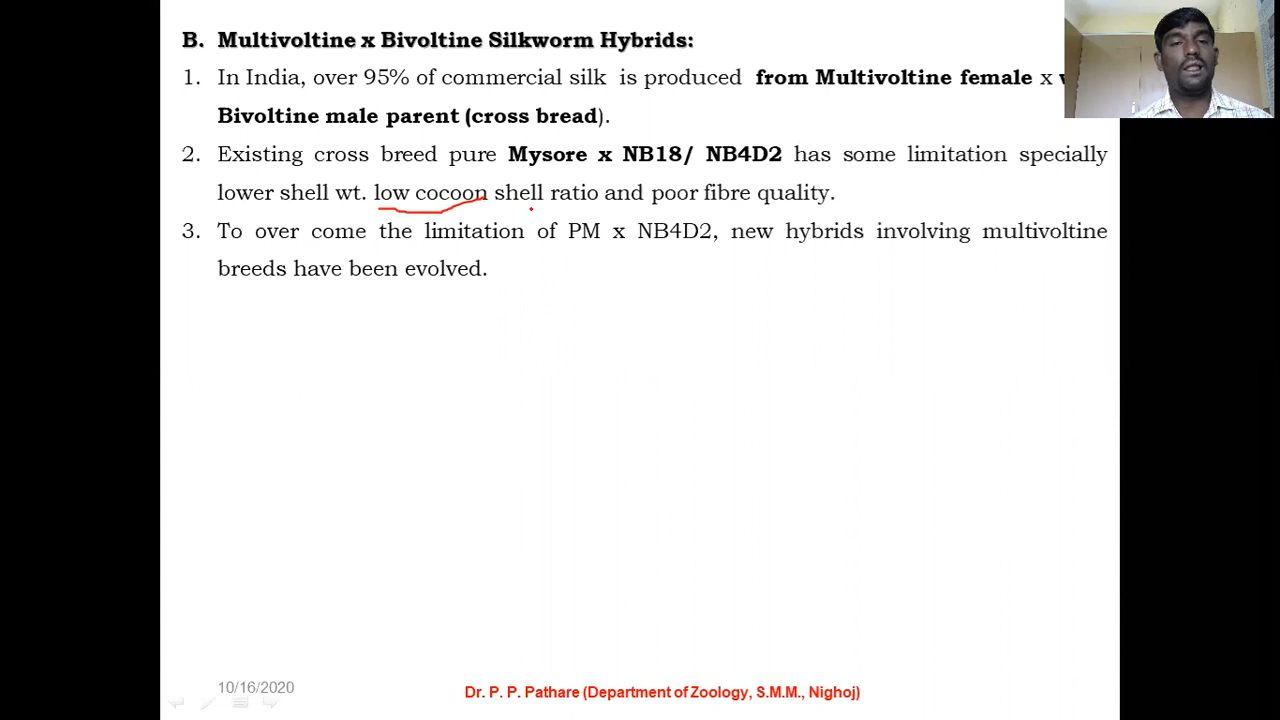 B. Multivoltine x Bivoltine Silkworm Hybrids:
1. In India, over 95% of commercial silk is produced from Multivoltine female x
Bivoltine male parent (cross bread).
2. Existing cross breed pure Mysore x NB18/ NB4D2 has some limitation specially
lower shell wt. low cocoon shell ratio and poor fibre quality.
3. To over come the limitation of PM x NB4D2, new hybrids involving multivoltine
breeds have been evolved.
10/16/2020
Dr. P. P. Pathare (Department of Zoology, S.M.M., Nighoj)